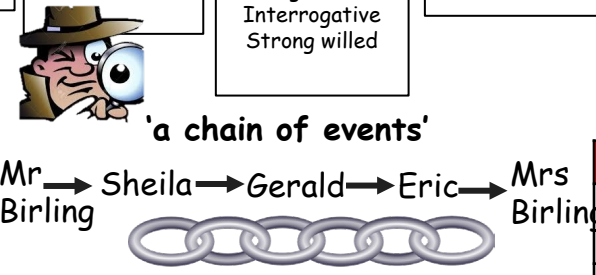 Interrogative
Strong willed
‘a chain of events’
Mr Birling → Sheila → Gerald → Eric → Mrs Birling